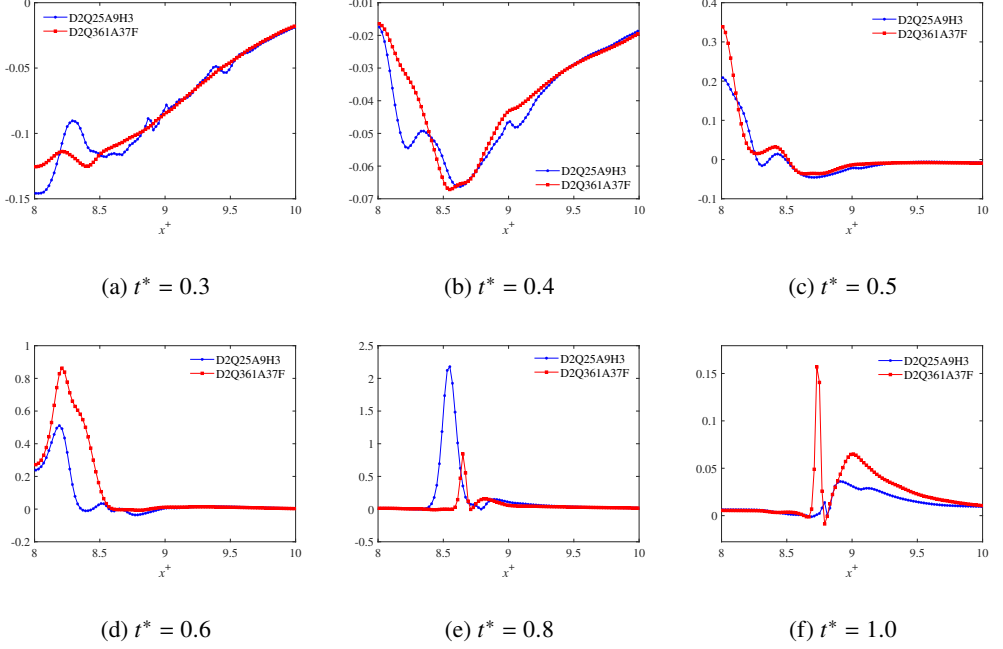 0
-0.05
-0.1
-0.15
8
8.5
9
9.5
10
x⁺
D2Q25A9H3
D2Q361A37F
(a) t* = 0.3
-0.01
-0.02
-0.03
-0.04
-0.05
-0.06
-0.07
8
8.5
9
9.5
10
x⁺
D2Q25A9H3
D2Q361A37F
(b) t* = 0.4
0.4
0.3
0.2
0.1
0
-0.1
8
8.5
9
9.5
10
x⁺
D2Q25A9H3
D2Q361A37F
(c) t* = 0.5
1
0.8
0.6
0.4
0.2
0
-0.2
8
8.5
9
9.5
10
x⁺
D2Q25A9H3
D2Q361A37F
(d) t* = 0.6
2.5
2
1.5
1
0.5
0
-0.5
8
8.5
9
9.5
10
x⁺
D2Q25A9H3
D2Q361A37F
(e) t* = 0.8
0.15
0.1
0.05
0
8
8.5
9
9.5
10
x⁺
D2Q25A9H3
D2Q361A37F
(f) t* = 1.0